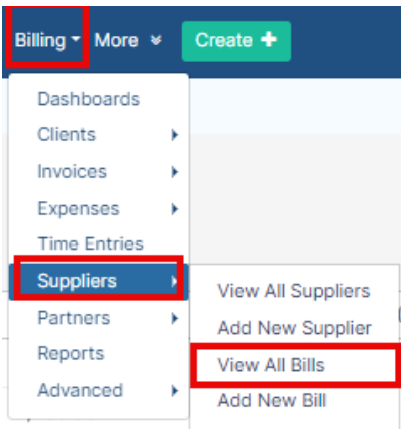 Billing More Create +
Dashboards
Clients
Invoices
Expenses
Time Entries
Suppliers
Partners
Reports
Advanced
View All Suppliers
Add New Supplier
View All Bills
Add New Bill